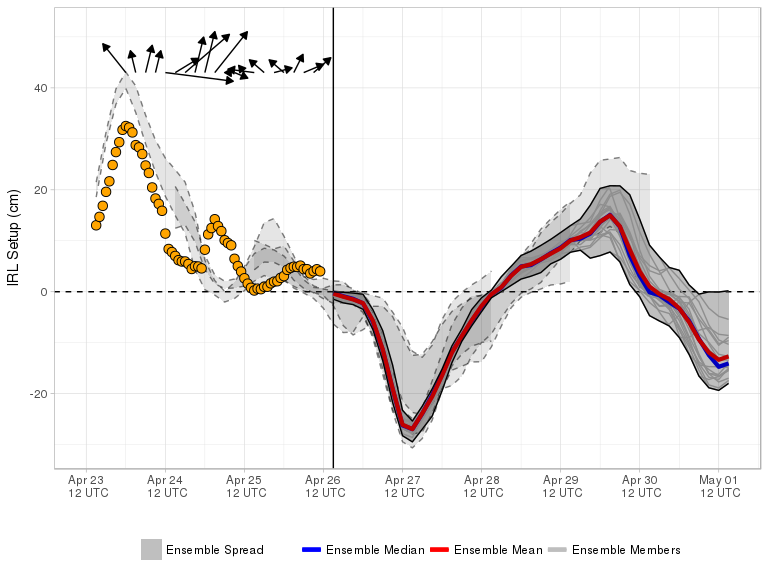 IRL Setup (cm)
40
20
0
-20
Apr 23 Apr 24 Apr 25 Apr 26 Apr 27 Apr 28 Apr 29 Apr 30 May 01
12 UTC 12 UTC 12 UTC 12 UTC 12 UTC 12 UTC 12 UTC 12 UTC 12 UTC
Ensemble Spread Ensemble Median Ensemble Mean Ensemble Members